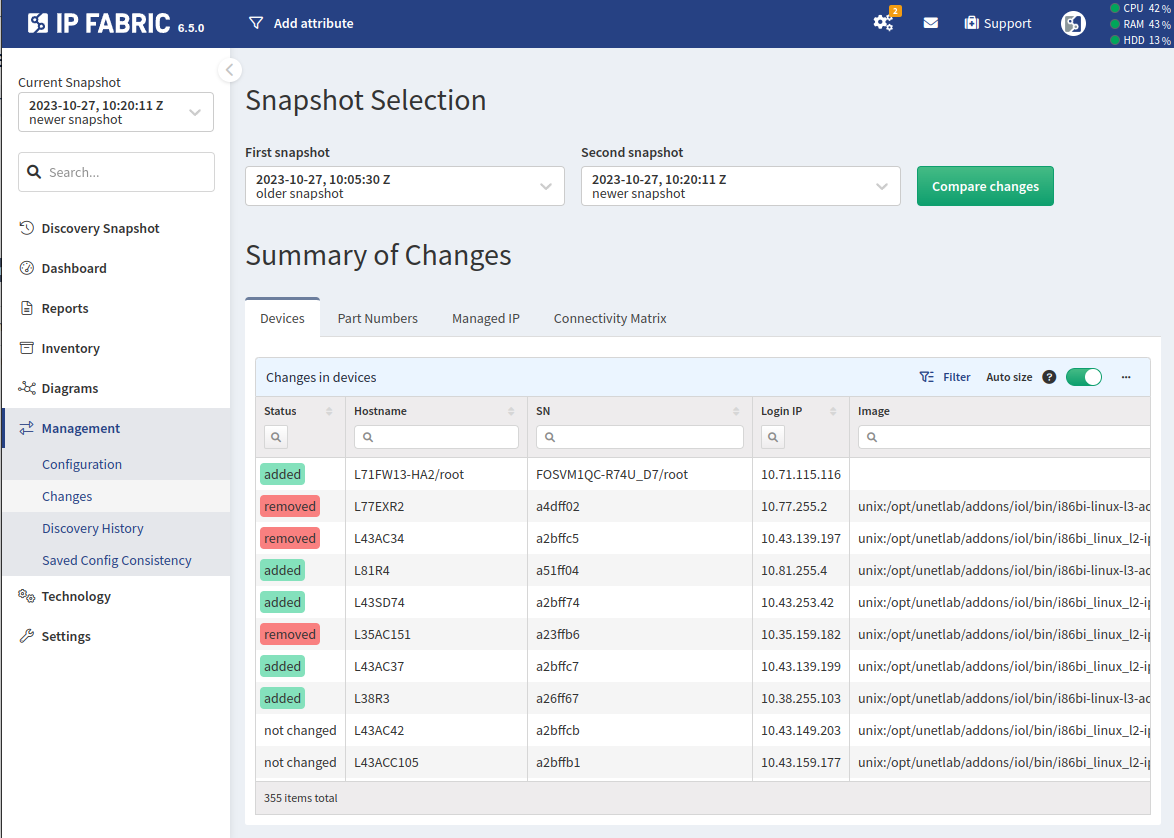 IP FABRIC 6.5.0
Add attribute
2
Support
CPU 42 %
RAM 43 %
HDD 13 %
Current Snapshot
2023-10-27, 10:20:11 Z
newer snapshot
Search...
Discovery Snapshot
Dashboard
Reports
Inventory
Diagrams
Management
Configuration
Changes
Discovery History
Saved Config Consistency
Technology
Settings
Snapshot Selection
First snapshot
2023-10-27, 10:05:30 Z
older snapshot
Second snapshot
2023-10-27, 10:20:11 Z
newer snapshot
Compare changes
Summary of Changes
Devices Part Numbers Managed IP Connectivity Matrix
Changes in devices Filter Auto size ? ...
Status Hostname SN Login IP Image
added L71FW13-HA2/root FOSVM1QC-R74U_D7/root 10.71.115.116
removed L77EXR2 a4dff02 10.77.255.2 unix:/opt/unetlab/addons/iol/bin/i86bi-linux-l3-ad
removed L43AC34 a2bffc5 10.43.139.197 unix:/opt/unetlab/addons/iol/bin/i86bi_linux_l2-ip
added L81R4 a51ff04 10.81.255.4 unix:/opt/unetlab/addons/iol/bin/i86bi-linux-l3-ad
added L43SD74 a2bff74 10.43.253.42 unix:/opt/unetlab/addons/iol/bin/i86bi_linux_l2-ip
removed L35AC151 a23ffb6 10.35.159.182 unix:/opt/unetlab/addons/iol/bin/i86bi_linux_l2-ip
added L43AC37 a2bffc7 10.43.139.199 unix:/opt/unetlab/addons/iol/bin/i86bi_linux_l2-ip
added L38R3 a26ff67 10.38.255.103 unix:/opt/unetlab/addons/iol/bin/i86bi-linux-l3-ad
not changed L43AC42 a2bffcb 10.43.149.203 unix:/opt/unetlab/addons/iol/bin/i86bi_linux_l2-ip
not changed L43ACC105 a2bffb1 10.43.159.177 unix:/opt/unetlab/addons/iol/bin/i86bi_linux_l2-ip
355 items total